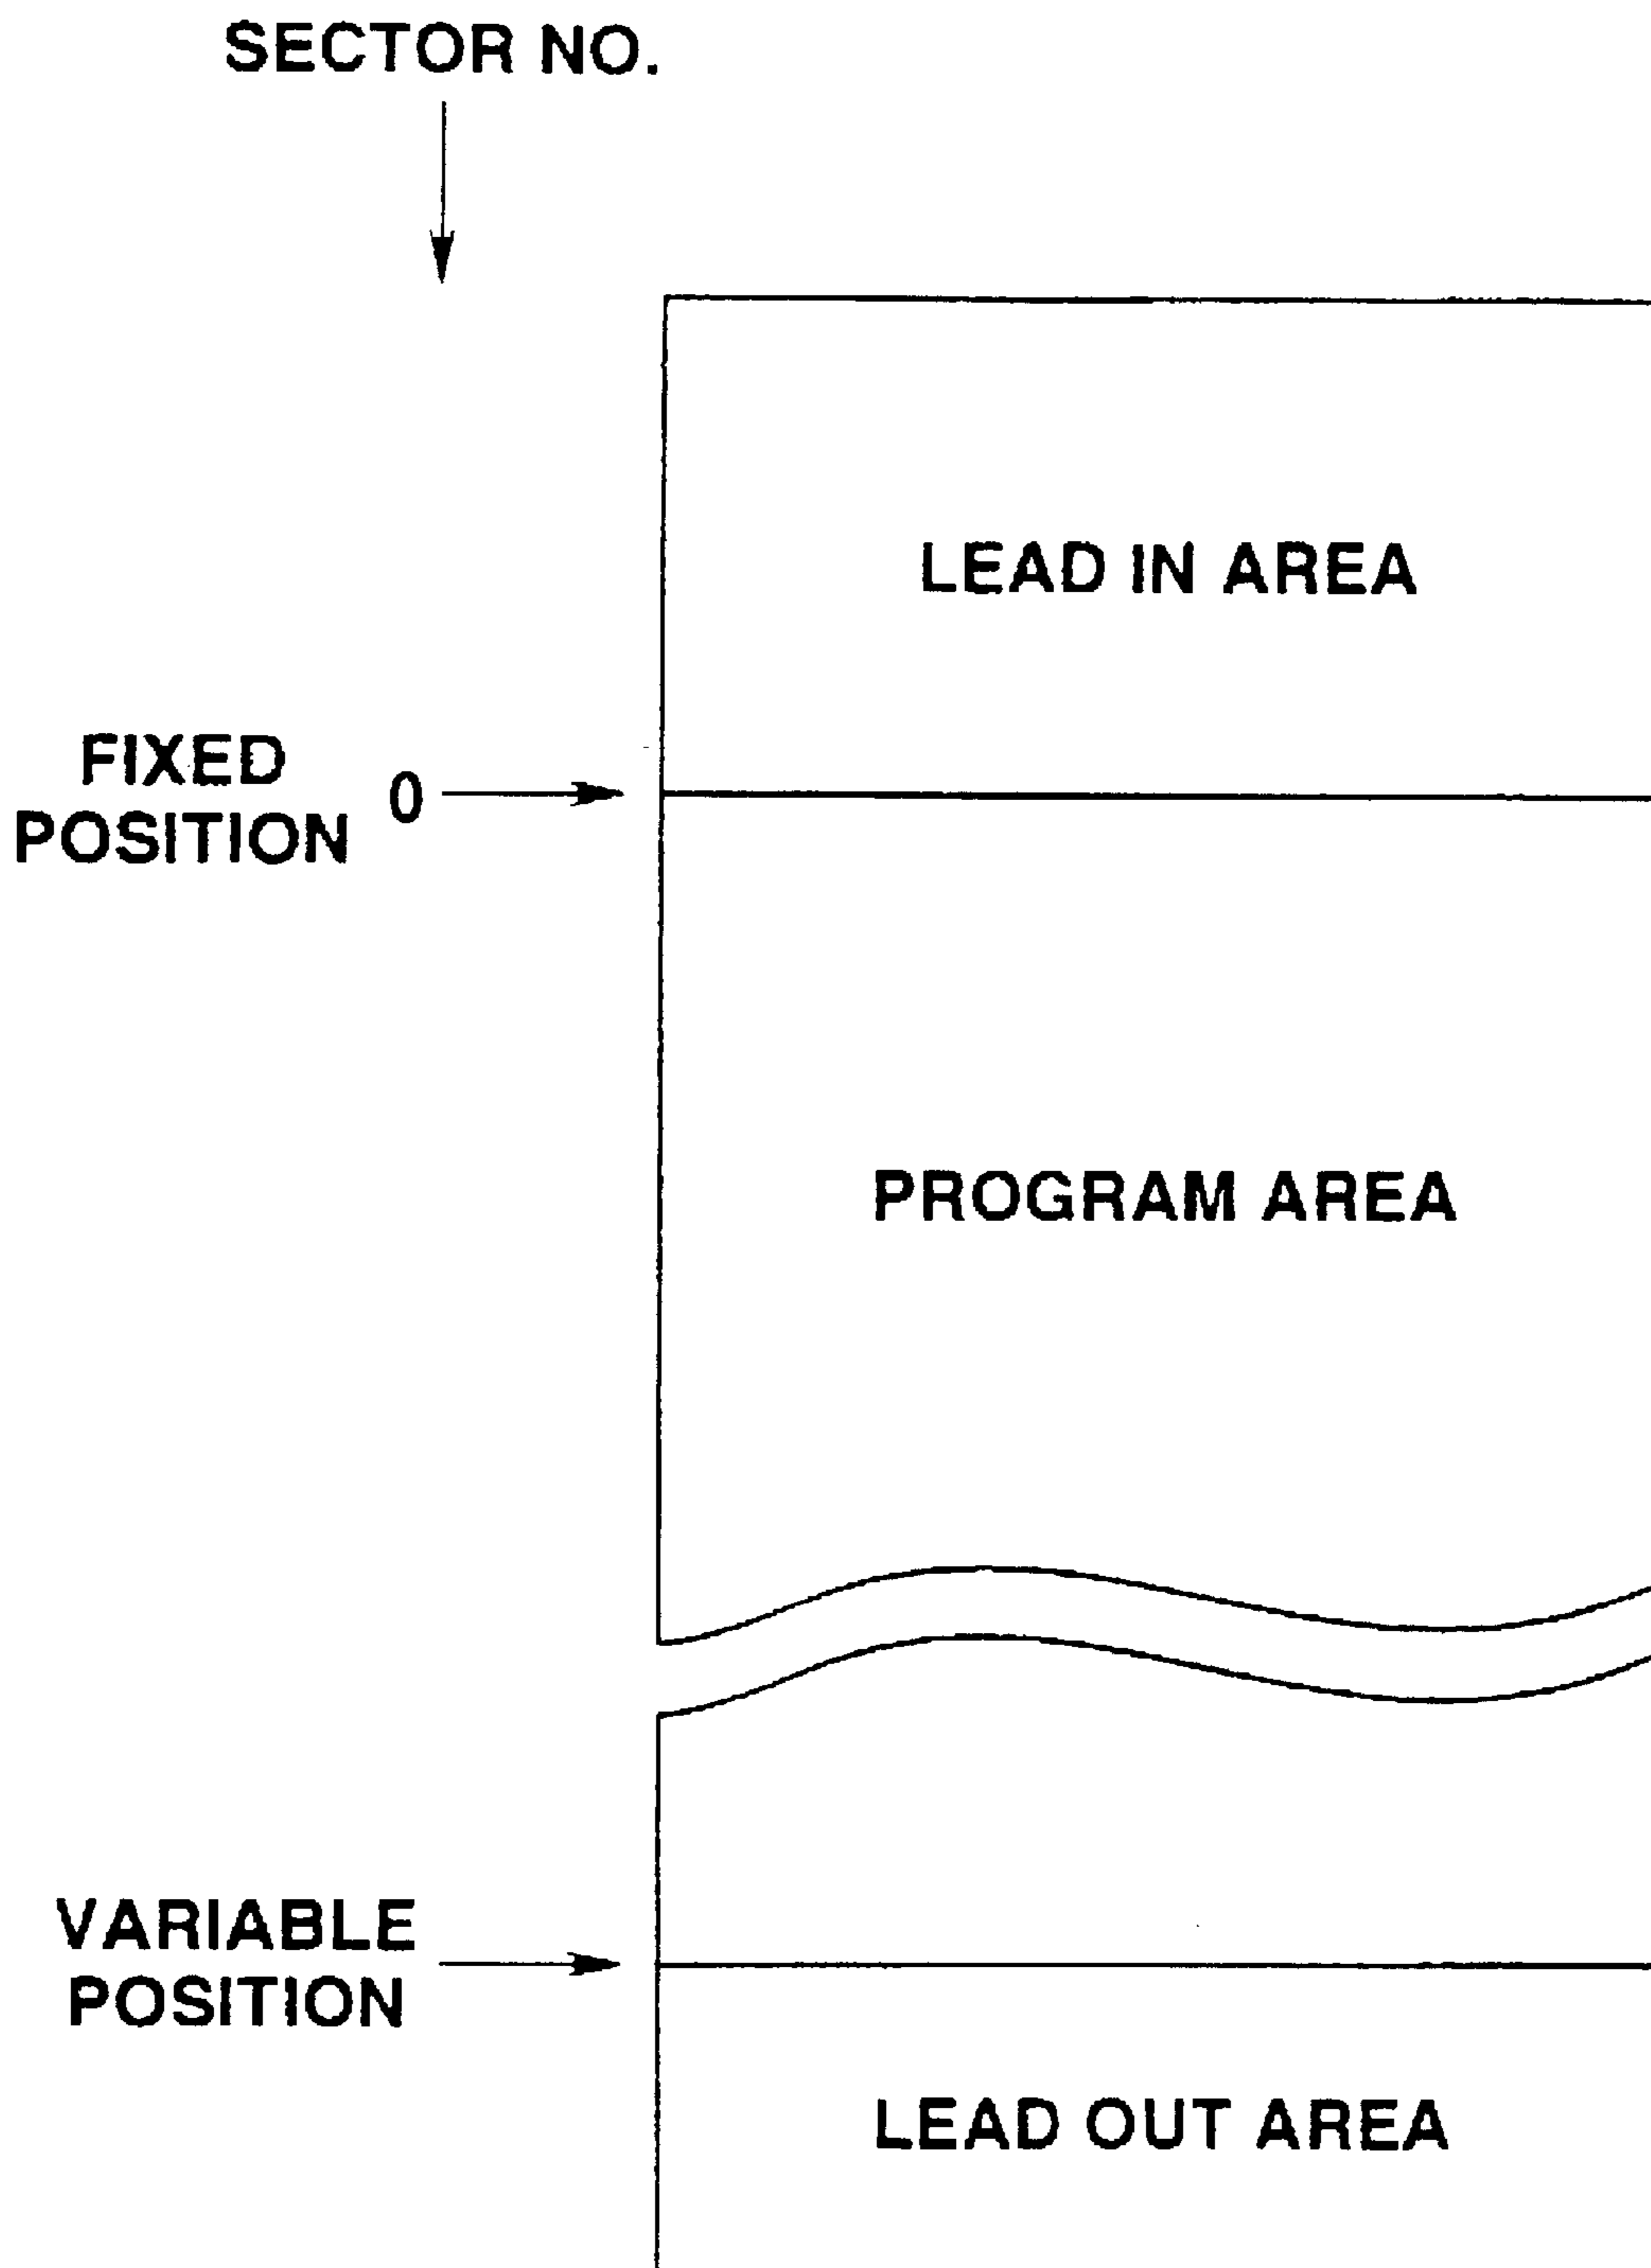 SECTOR NO.
LEAD IN AREA
FIXED
POSITION
0
PROGRAM AREA
VARIABLE
POSITION
LEAD OUT AREA